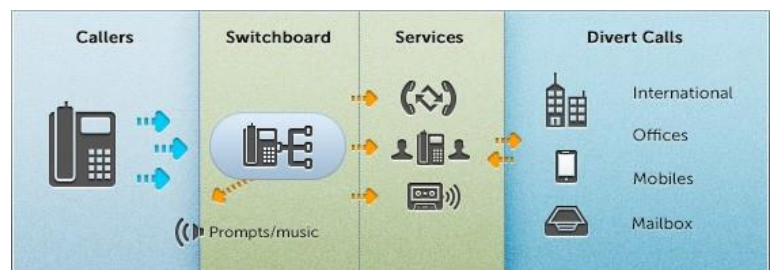 Callers
Switchboard
Services
Divert Calls
Prompts/music
International
Offices
Mobiles
Mailbox